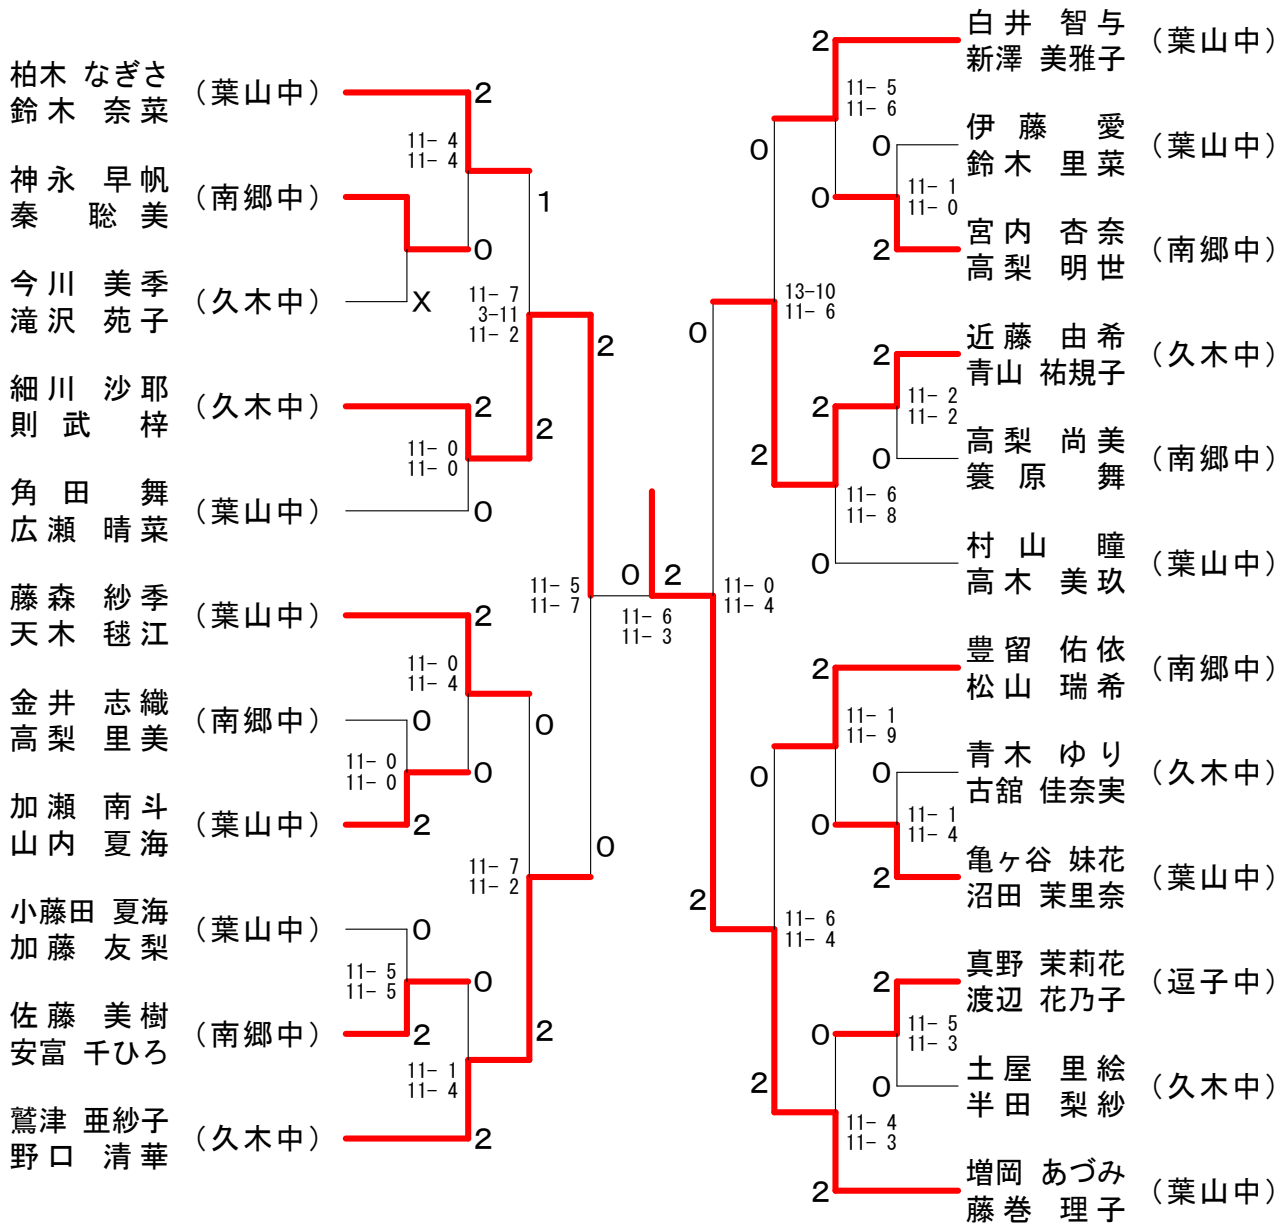 柏木 なぎさ
鈴木 奈菜
(葉山中)
2
11- 4
11- 4
神永 早帆
秦 聡美
(南郷中)
0
1
今川 美季
滝沢 苑子
(久木中)
X
11- 7
3-11
11- 2
2
細川 沙耶
則武 梓
(久木中)
2
2
11- 0
11- 0
角田 舞
広瀬 晴菜
(葉山中)
0
11- 5
11- 7
藤森 紗季
天木 毬江
(葉山中)
2
11- 0
11- 4
金井 志織
高梨 里美
(南郷中)
0
0
11- 0
11- 0
0
加瀬 南斗
山内 夏海
(葉山中)
2
0
11- 7
11- 2
小藤田 夏海
加藤 友梨
(葉山中)
0
11- 5
11- 5
0
佐藤 美樹
安富 千ひろ
(南郷中)
2
2
11- 1
11- 4
鷲津 亜紗子
野口 清華
(久木中)
2
0
2
11- 6
11- 3
白井 智与
新澤 美雅子
(葉山中)
2
11- 5
11- 6
0
伊藤 愛
鈴木 里菜
(葉山中)
0
11- 1
11- 0
0
宮内 杏奈
高梨 明世
(南郷中)
2
13-10
11- 6
0
近藤 由希
青山 祐規子
(久木中)
2
11- 2
11- 2
2
高梨 尚美
簑原 舞
(南郷中)
0
2
11- 6
11- 8
村山 瞳
高木 美玖
(葉山中)
0
11- 0
11- 4
豊留 佑依
松山 瑞希
(南郷中)
2
11- 1
11- 9
0
青木 ゆり
古舘 佳奈実
(久木中)
0
11- 1
11- 4
0
亀ヶ谷 妹花
沼田 茉里奈
(葉山中)
2
2
11- 6
11- 4
真野 茉莉花
渡辺 花乃子
(逗子中)
2
11- 5
11- 3
0
土屋 里絵
半田 梨紗
(久木中)
0
2
11- 4
11- 3
増岡 あづみ
藤巻 理子
(葉山中)
2